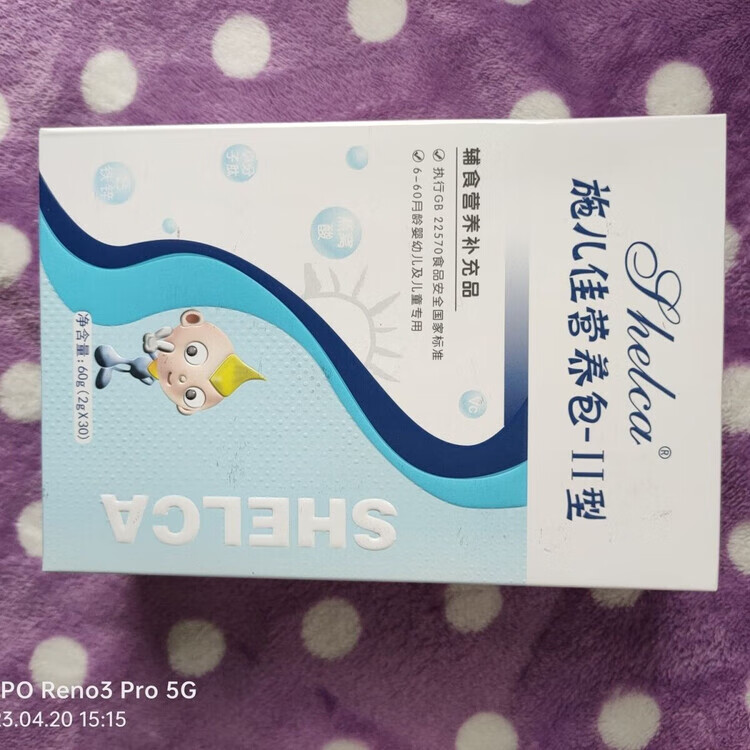 Shelca®
施儿佳营养包-II型
辅食营养补充品
执行GB 22570食品安全国家标准
6-60月龄婴幼儿及儿童专用
Vc
净含量:60g(2gX30)
SHELCA
PO Reno3 Pro 5G
23.04.20 15:15